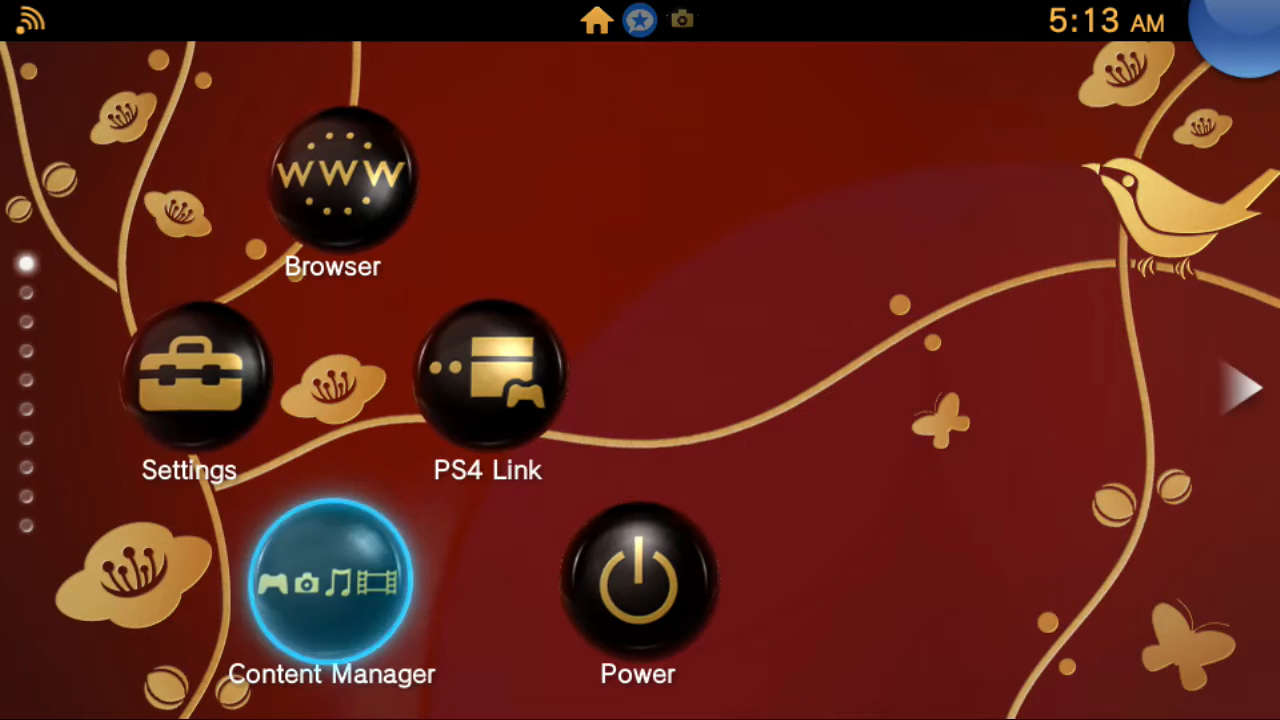 5:13 AM
WWW
Browser
Settings
PS4 Link
Content Manager
Power